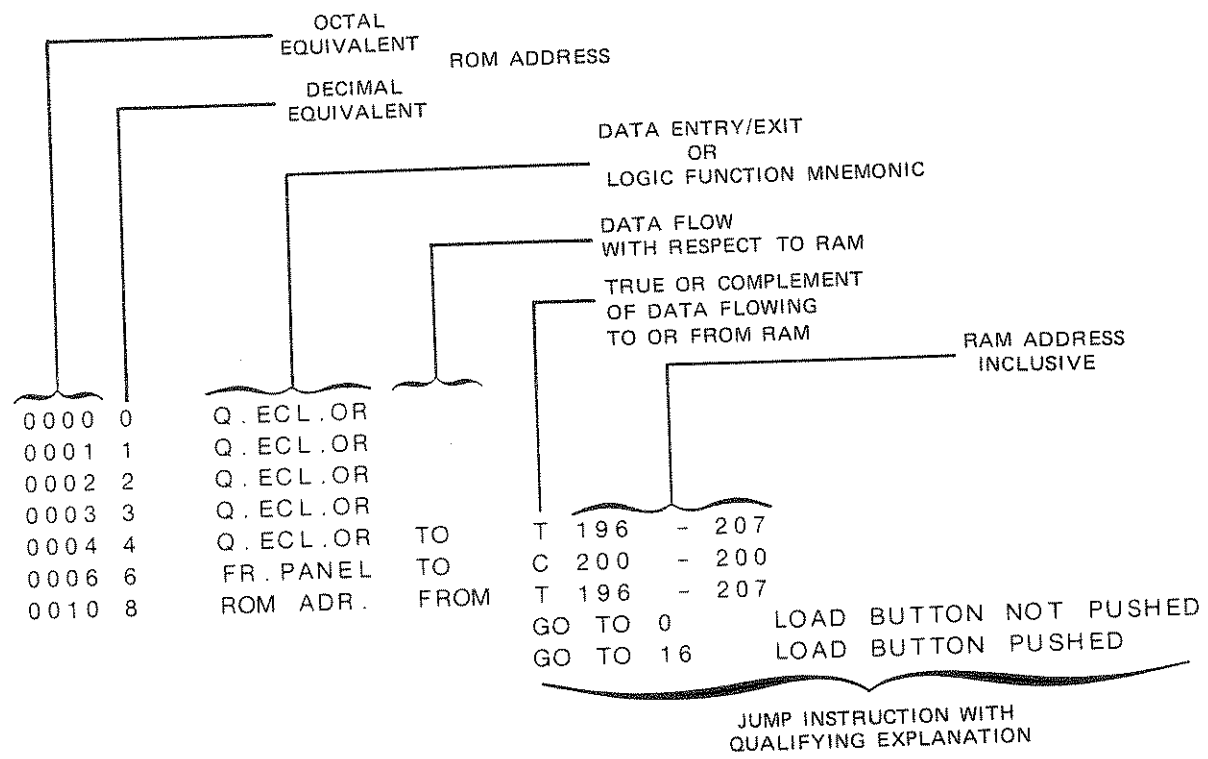 OCTAL
EQUIVALENT
ROM ADDRESS
DECIMAL
EQUIVALENT
DATA ENTRY/EXIT
OR
LOGIC FUNCTION MNEMONIC
DATA FLOW
WITH RESPECT TO RAM
TRUE OR COMPLEMENT
OF DATA FLOWING
TO OR FROM RAM
RAM ADDRESS
INCLUSIVE
0000 0 Q.ECL.OR
0001 1 Q.ECL.OR
0002 2 Q.ECL.OR
0003 3 Q.ECL.OR
0004 4 Q.ECL.OR TO T 196 - 207
0006 6 FR.PANEL TO C 200 - 200
0010 8 ROM ADR. FROM T 196 - 207
GO TO 0 LOAD BUTTON NOT PUSHED
GO TO 16 LOAD BUTTON PUSHED
JUMP INSTRUCTION WITH
QUALIFYING EXPLANATION